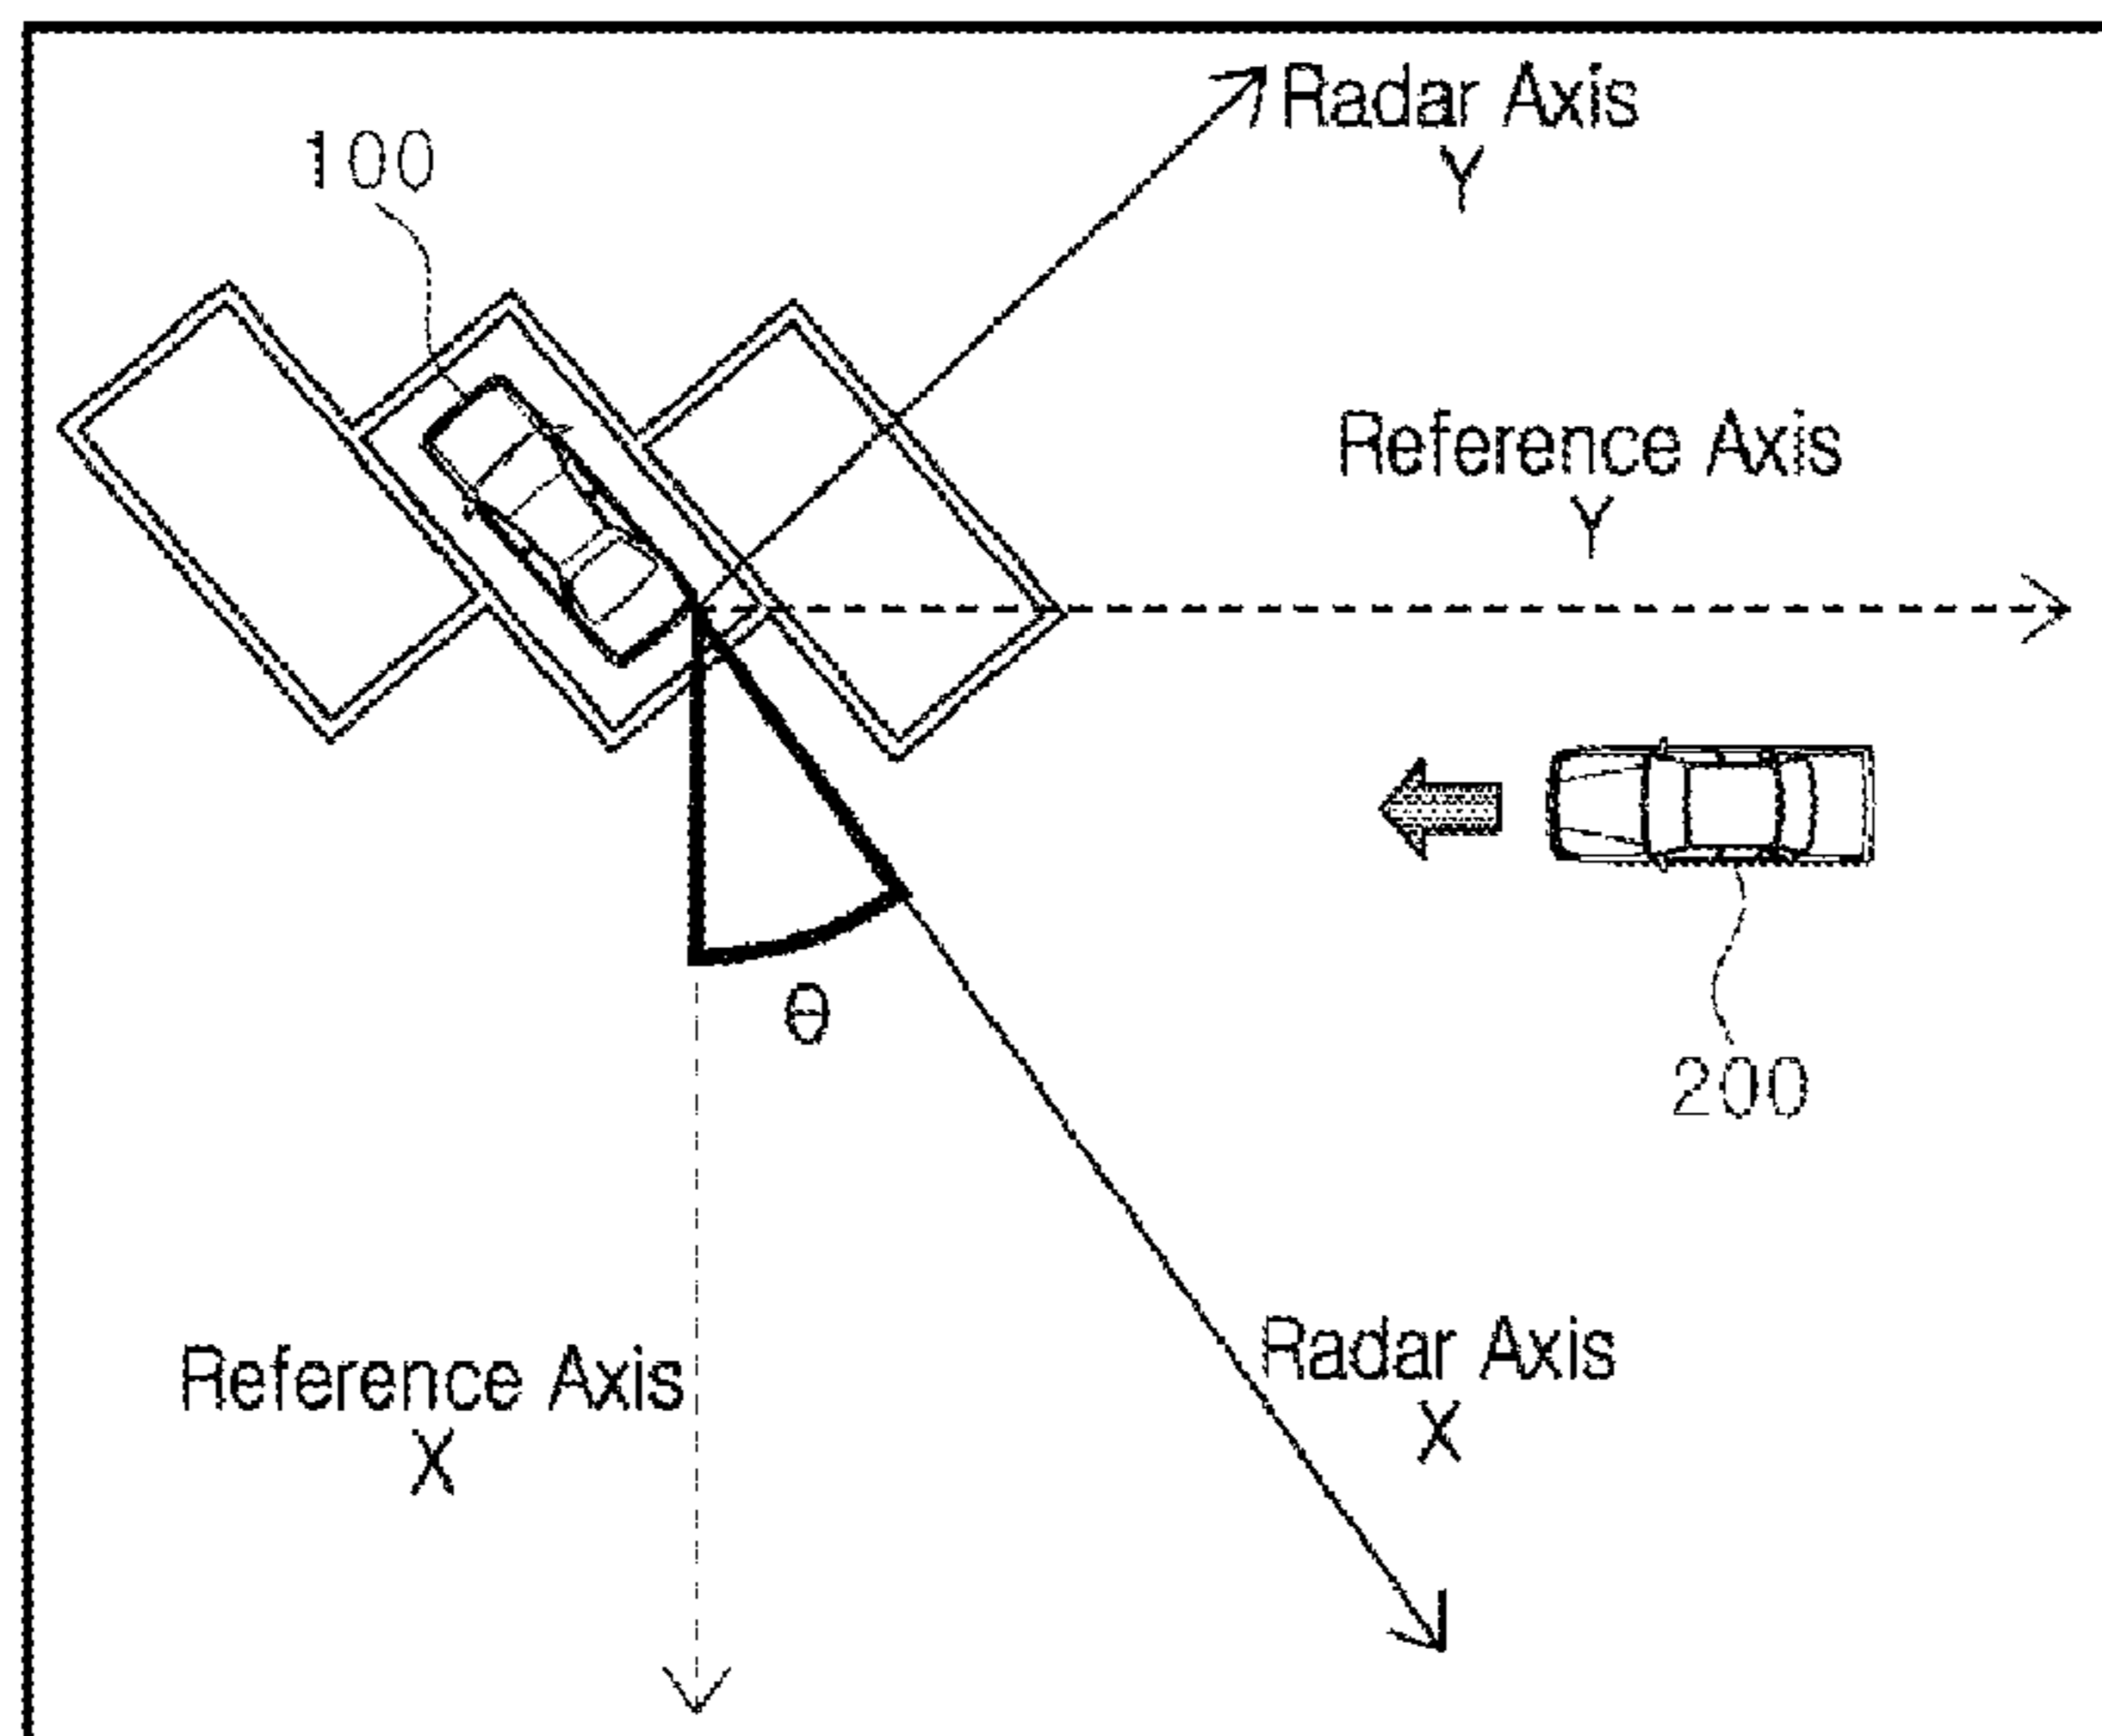 Radar Axis
Y
100
Reference Axis
Y
θ
200
Reference Axis
X
Radar Axis
X